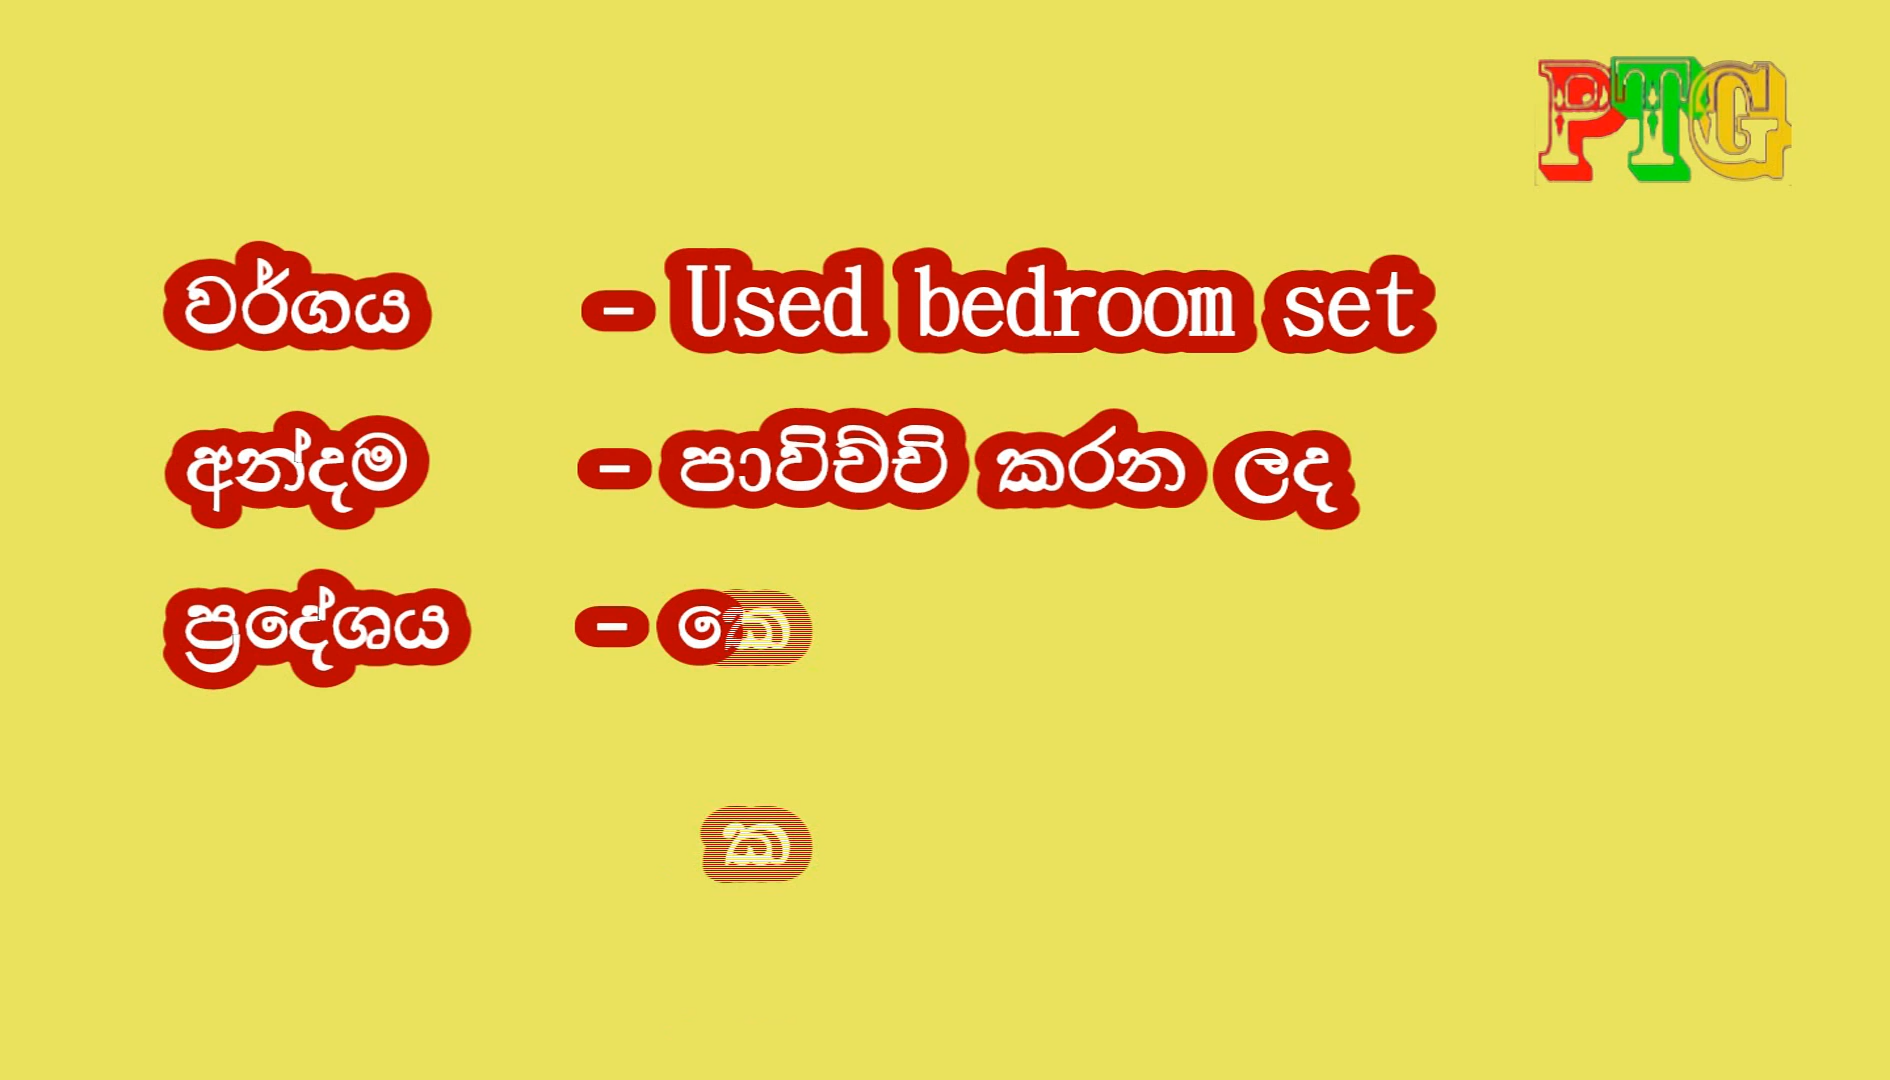 PTG
වර්ගය - Used bedroom set
අන්දම - පාවිච්චි කරන ලද
ප්‍රදේශය - කෙ
ක